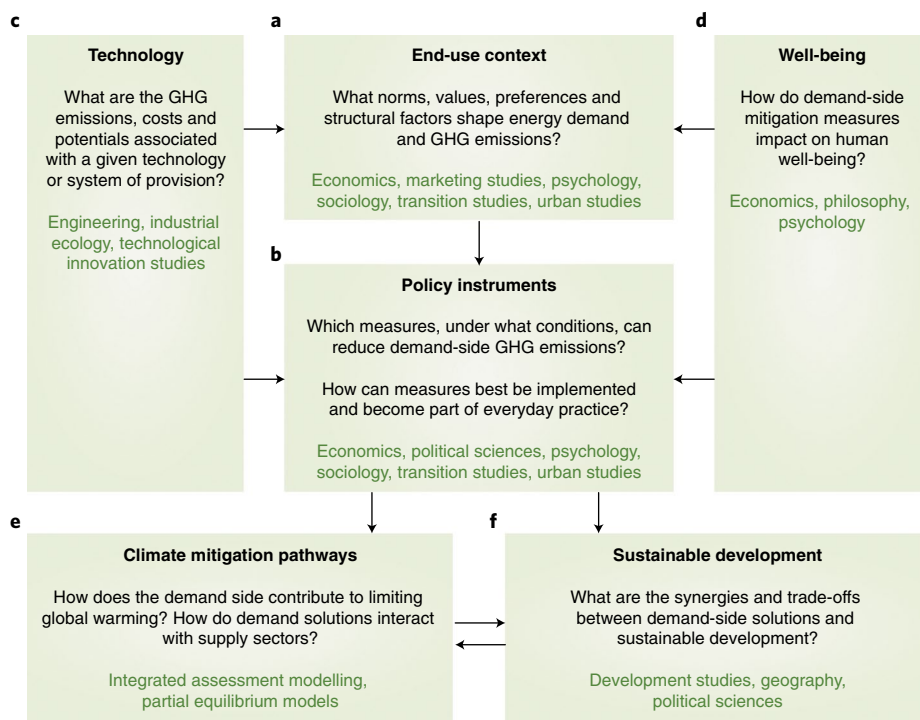 c
Technology
What are the GHG
emissions, costs and
potentials associated
with a given technology
or system of provision?
Engineering, industrial
ecology, technological
innovation studies
a
End-use context
What norms, values, preferences and
structural factors shape energy demand
and GHG emissions?
Economics, marketing studies, psychology,
sociology, transition studies, urban studies
d
Well-being
How do demand-side
mitigation measures
impact on human
well-being?
Economics, philosophy,
psychology
b
Policy instruments
Which measures, under what conditions, can
reduce demand-side GHG emissions?
How can measures best be implemented
and become part of everyday practice?
Economics, political sciences, psychology,
sociology, transition studies, urban studies
e
Climate mitigation pathways
How does the demand side contribute to limiting
global warming? How do demand solutions interact
with supply sectors?
Integrated assessment modelling,
partial equilibrium models
f
Sustainable development
What are the synergies and trade-offs
between demand-side solutions and
sustainable development?
Development studies, geography,
political sciences